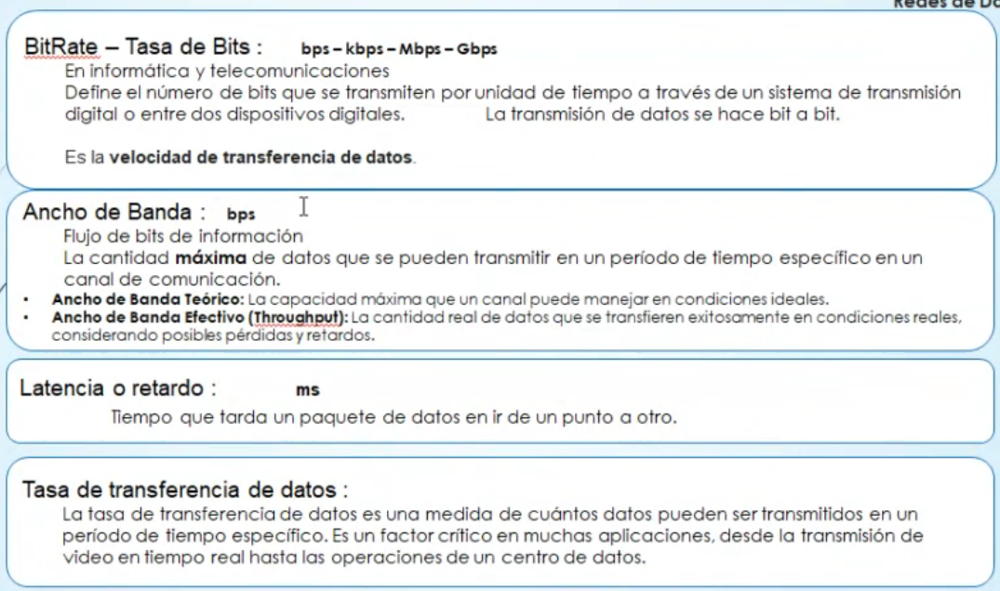 Redes de Da
BitRate – Tasa de Bits : bps – kbps – Mbps – Gbps
En informática y telecomunicaciones
Define el número de bits que se transmiten por unidad de tiempo a través de un sistema de transmisión
digital o entre dos dispositivos digitales. La transmisión de datos se hace bit a bit.
Es la velocidad de transferencia de datos.
Ancho de Banda : bps
Flujo de bits de información
La cantidad máxima de datos que se pueden transmitir en un período de tiempo específico en un
canal de comunicación.
• Ancho de Banda Teórico: La capacidad máxima que un canal puede manejar en condiciones ideales.
• Ancho de Banda Efectivo (Throughput): La cantidad real de datos que se transfieren exitosamente en condiciones reales,
considerando posibles pérdidas y retardos.
Latencia o retardo : ms
Tiempo que tarda un paquete de datos en ir de un punto a otro.
Tasa de transferencia de datos :
La tasa de transferencia de datos es una medida de cuántos datos pueden ser transmitidos en un
período de tiempo específico. Es un factor crítico en muchas aplicaciones, desde la transmisión de
video en tiempo real hasta las operaciones de un centro de datos.